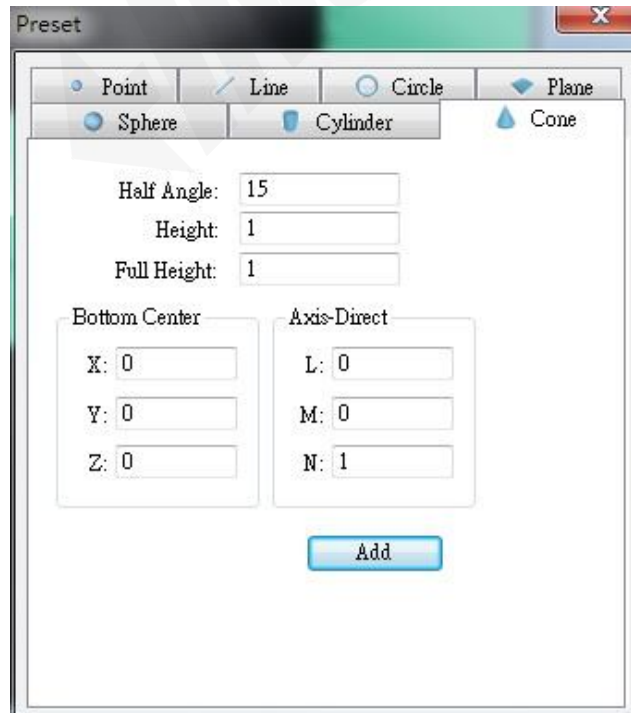 Preset
Point Line Circle Plane
Sphere Cylinder Cone
Half Angle: 15
Height: 1
Full Height: 1
Bottom Center Axis-Direct
X: 0 L: 0
Y: 0 M: 0
Z: 0 N: 1
Add